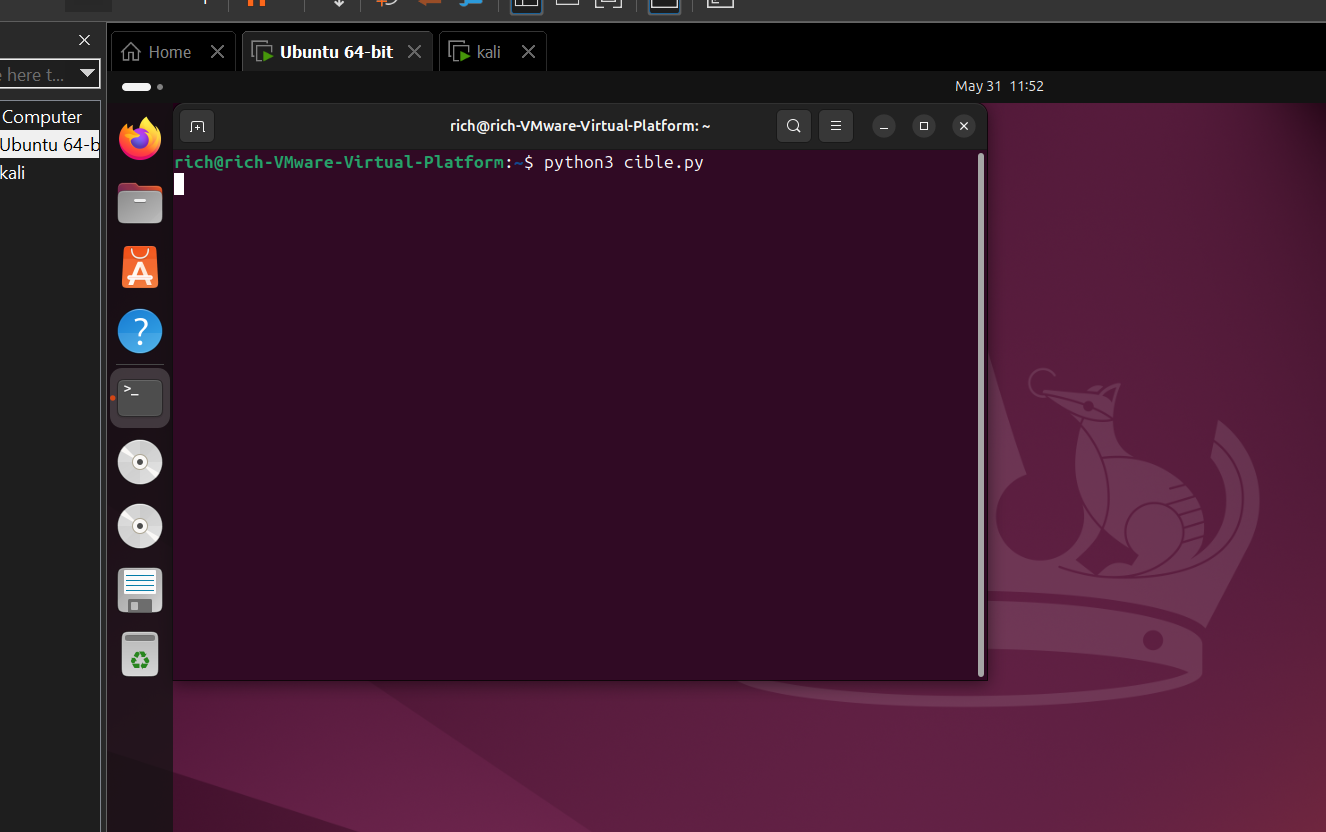 Home
Ubuntu 64-bit
kali
here t...
May 31 11:52
Computer
Ubuntu 64-b
kali
rich@rich-VMware-Virtual-Platform: ~
rich@rich-VMware-Virtual-Platform:~$ python3 cible.py
>_